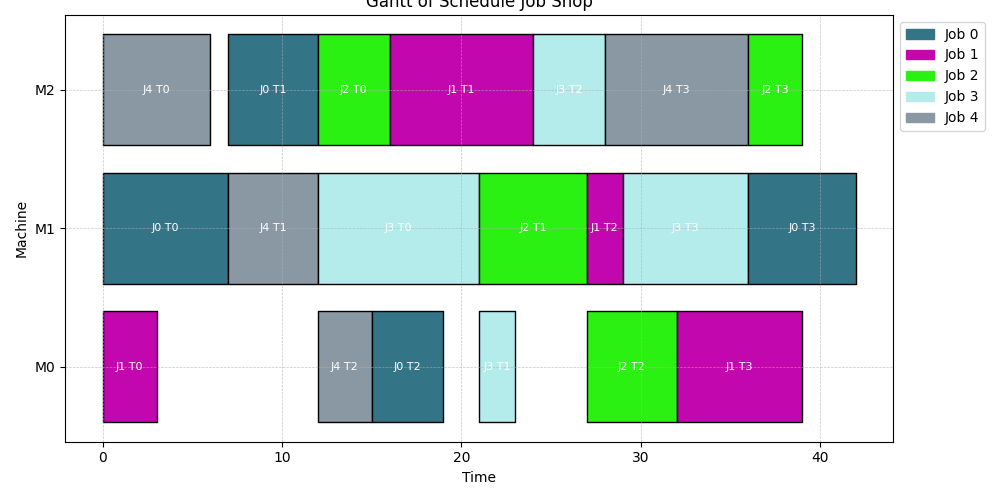 Gantt of Schedule Job Shop
M2
J4 T0
J0 T1
J2 T0
J1 T1
J3 T2
J4 T3
J2 T3
M1
J0 T0
J4 T1
J3 T0
J2 T1
J1 T2
J3 T3
J0 T3
M0
J1 T0
J4 T2
J0 T2
J3 T1
J2 T2
J1 T3
Machine
0 10 20 30 40
Time
Job 0
Job 1
Job 2
Job 3
Job 4